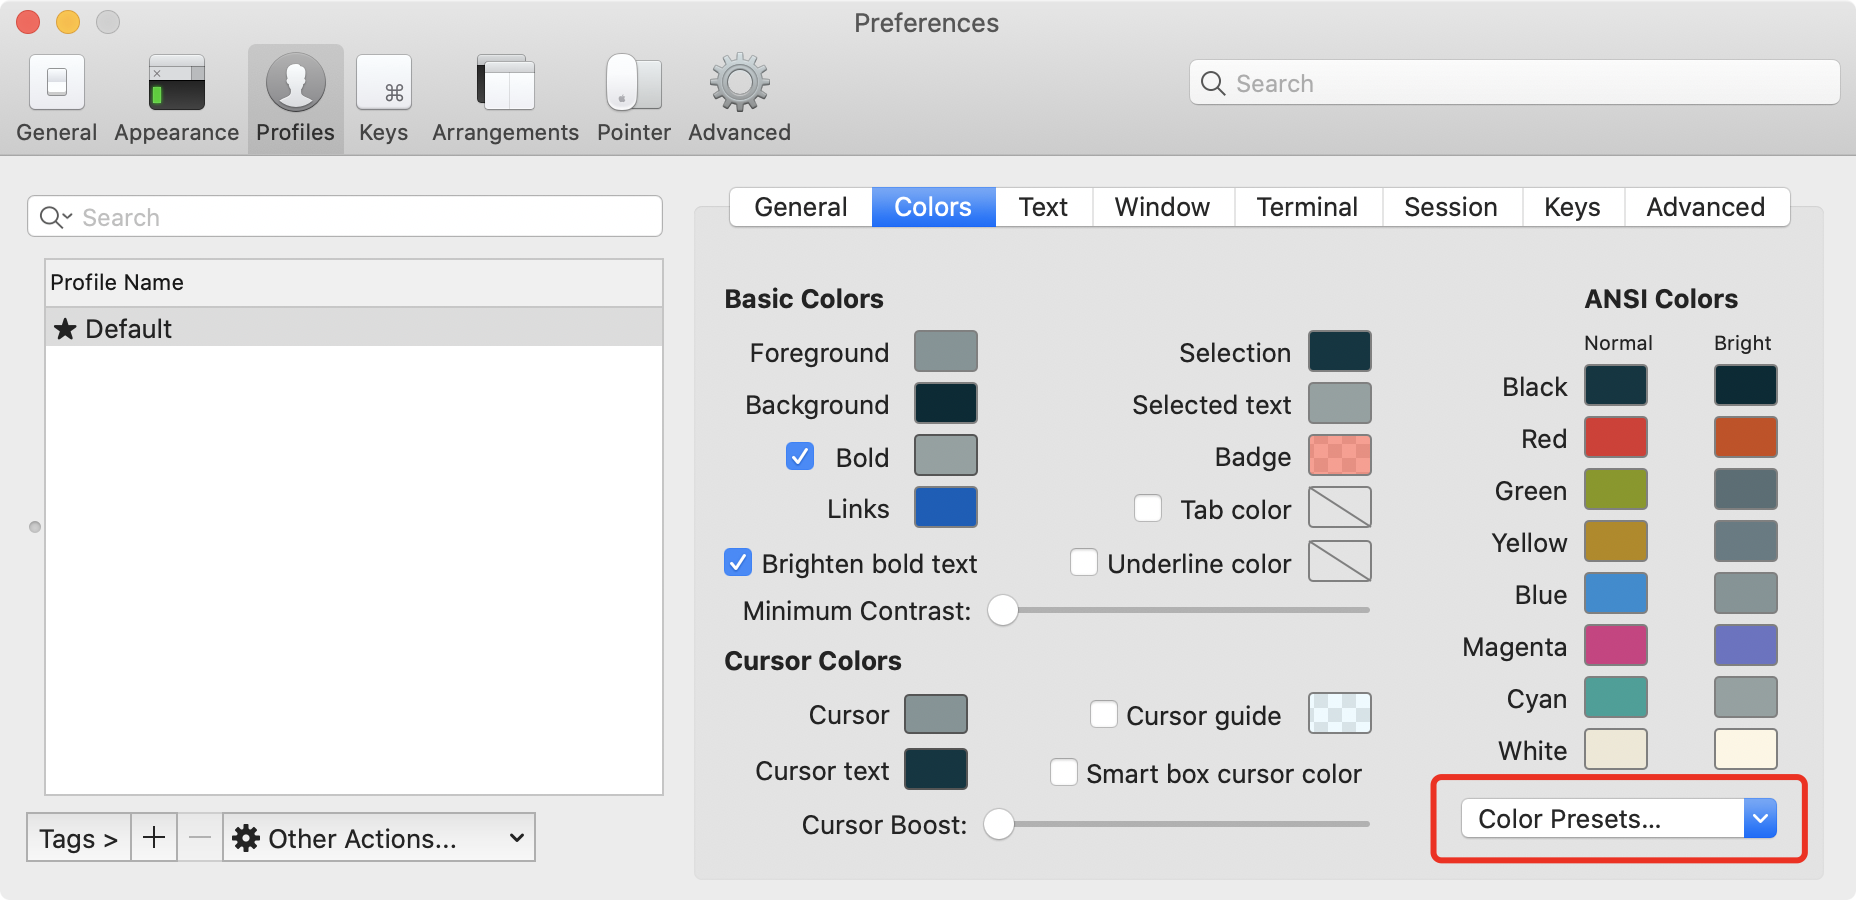 Preferences
General
Appearance
Profiles
Keys
Arrangements
Pointer
Advanced
Search
Search
Profile Name
★ Default
Tags >
+
−
Other Actions...
General
Colors
Text
Window
Terminal
Session
Keys
Advanced
Basic Colors
Foreground
Background
Bold
Links
Brighten bold text
Selection
Selected text
Badge
Tab color
Underline color
Minimum Contrast:
Cursor Colors
Cursor
Cursor text
Cursor guide
Smart box cursor color
Cursor Boost:
ANSI Colors
Normal Bright
Black
Red
Green
Yellow
Blue
Magenta
Cyan
White
Color Presets...